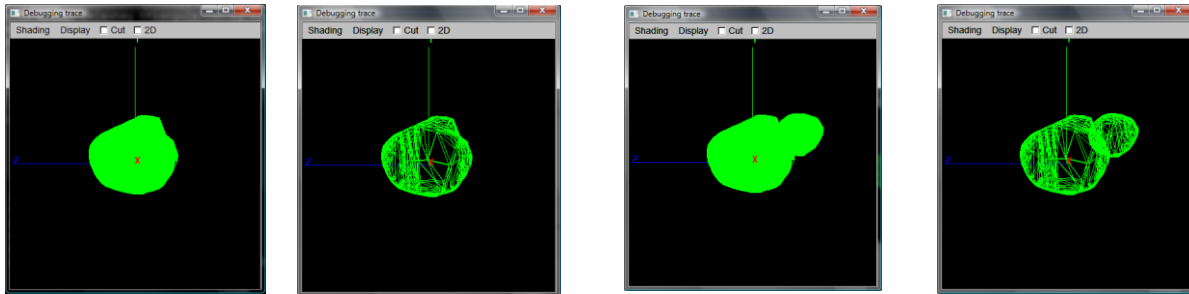 Debugging trace
Shading Display Cut 2D
Z
X
Debugging trace
Shading Display Cut 2D
Z
X
Debugging trace
Shading Display Cut 2D
Z
X
Debugging trace
Shading Display Cut 2D
Z
X